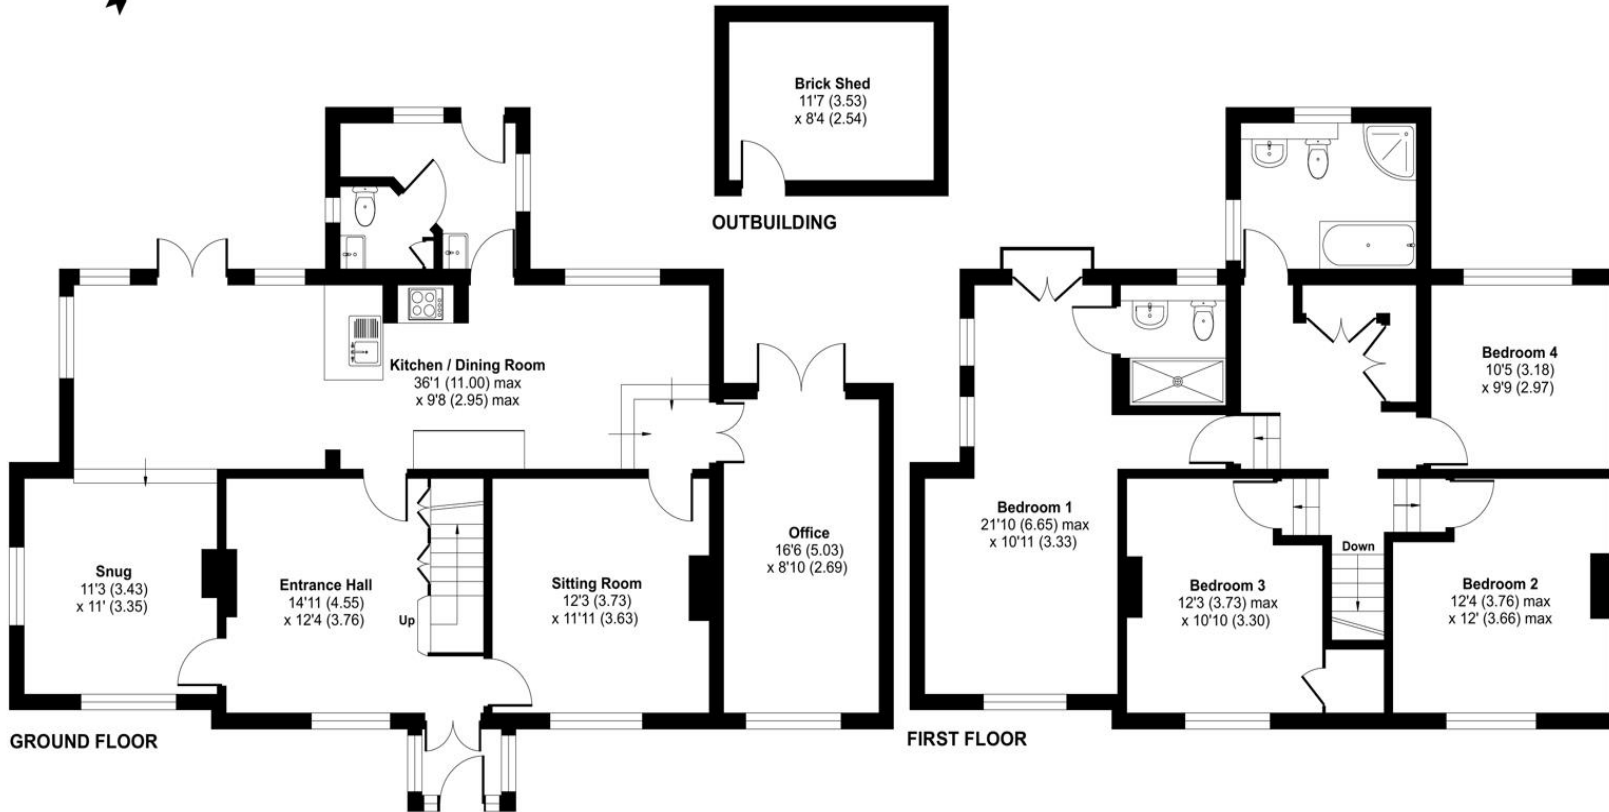 Brick Shed
11'7 (3.53)
x 8'4 (2.54)
OUTBUILDING
Kitchen / Dining Room
36'1 (11.00) max
x 9'8 (2.95) max
Snug
11'3 (3.43)
x 11' (3.35)
Entrance Hall
14'11 (4.55)
x 12'4 (3.76)
Up
Sitting Room
12'3 (3.73)
x 11'11 (3.63)
Office
16'6 (5.03)
x 8'10 (2.69)
GROUND FLOOR
Bedroom 4
10'5 (3.18)
x 9'9 (2.97)
Bedroom 1
21'10 (6.65) max
x 10'11 (3.33)
Bedroom 3
12'3 (3.73) max
x 10'10 (3.30)
Down
Bedroom 2
12'4 (3.76) max
x 12' (3.66) max
FIRST FLOOR